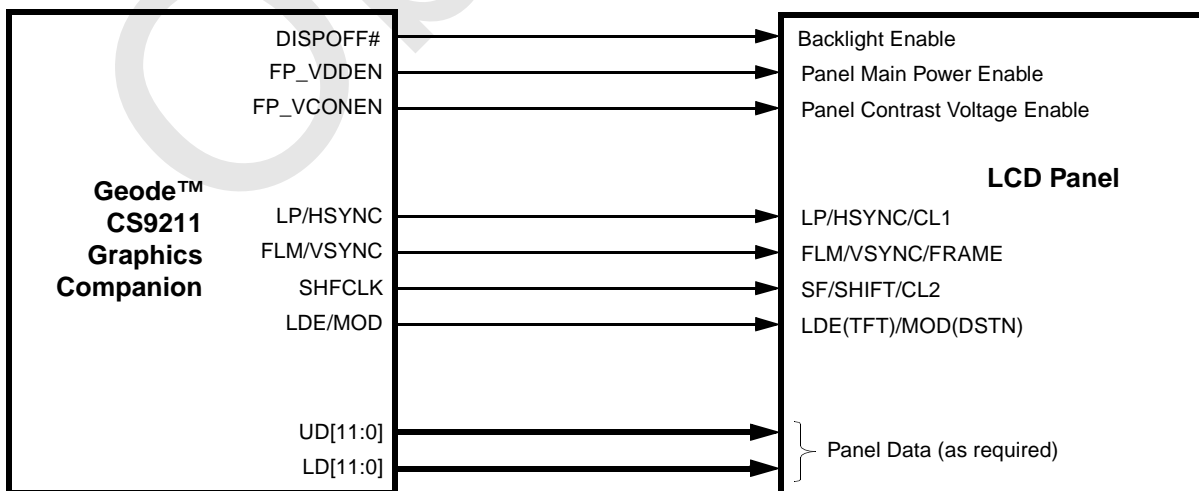 DISPOFF#
Backlight Enable
FP_VDDEN
Panel Main Power Enable
FP_VCONEN
Panel Contrast Voltage Enable
Geode™
CS9211
Graphics
Companion
LCD Panel
LP/HSYNC
LP/HSYNC/CL1
FLM/VSYNC
FLM/VSYNC/FRAME
SHFCLK
SF/SHIFT/CL2
LDE/MOD
LDE(TFT)/MOD(DSTN)
UD[11:0]
LD[11:0]
Panel Data (as required)